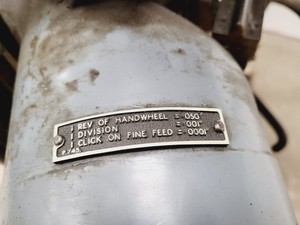 1 REV OF HANDWHEEL = .050"
1 DIVISION = .001"
1 CLICK ON FINE FEED = .0001"